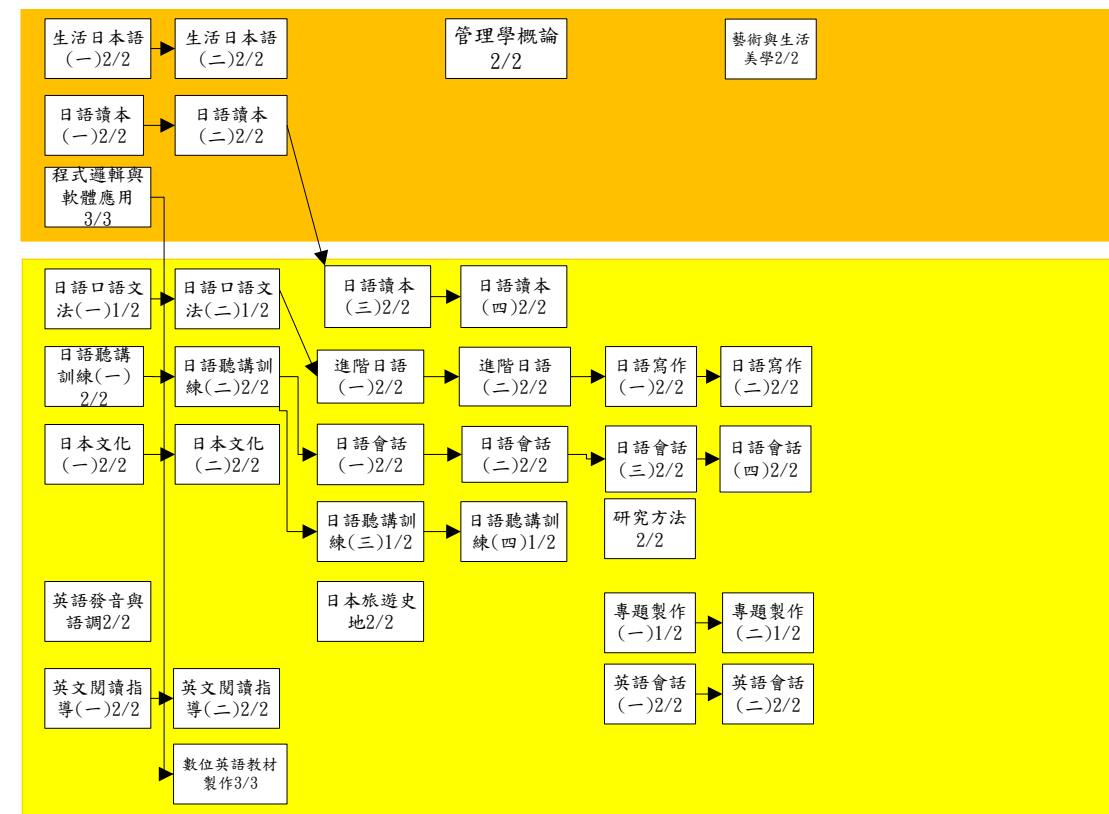 生活日本語
(一)2/2
生活日本語
(二)2/2
管理學概論
2/2
藝術與生活
美學2/2
日語讀本
(一)2/2
日語讀本
(二)2/2
程式邏輯與
軟體應用
3/3
日語口語文
法(一)1/2
日語口語文
法(二)1/2
日語讀本
(三)2/2
日語讀本
(四)2/2
日語聽講
訓練(一)
2/2
日語聽講訓
練(二)2/2
進階日語
(一)2/2
進階日語
(二)2/2
日語寫作
(一)2/2
日語寫作
(二)2/2
日本文化
(一)2/2
日本文化
(二)2/2
日語會話
(一)2/2
日語會話
(二)2/2
日語會話
(三)2/2
日語會話
(四)2/2
日語聽講訓
練(三)1/2
日語聽講訓
練(四)1/2
研究方法
2/2
英語發音與
語調2/2
日本旅遊史
地2/2
專題製作
(一)1/2
專題製作
(二)1/2
英文閱讀指
導(一)2/2
英文閱讀指
導(二)2/2
英語會話
(一)2/2
英語會話
(二)2/2
數位英語教材
製作3/3